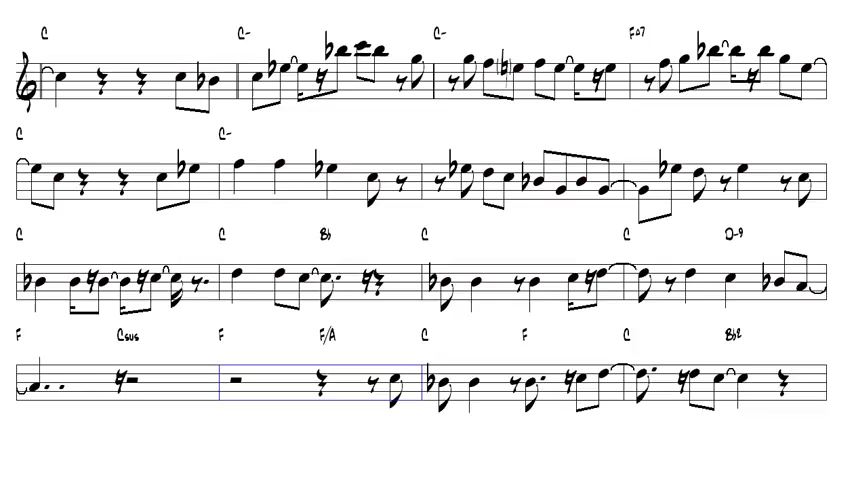 C C- C- F△7
C C-
C C B♭ C C D-9
F Csus F F/A C F C B♭2